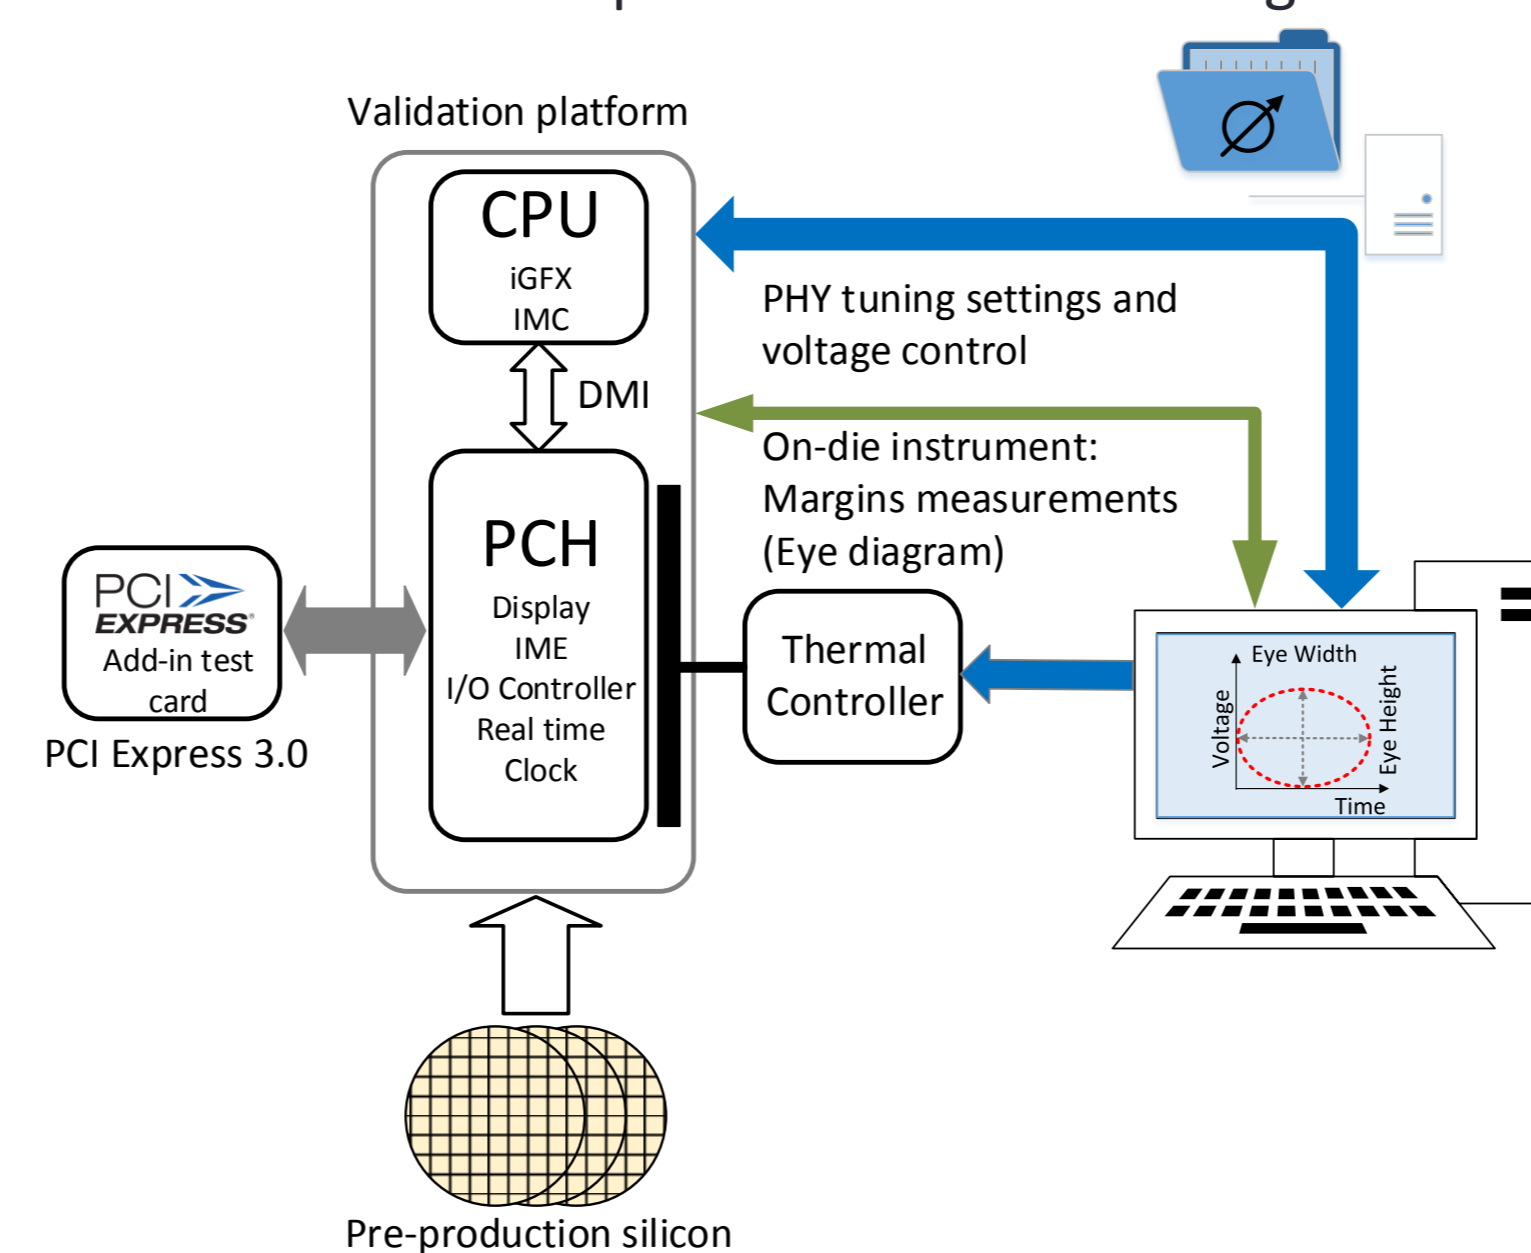 Validation platform
CPU
iGFX
IMC
DMI
PHY tuning settings and
voltage control
On-die instrument:
Margins measurements
(Eye diagram)
PCH
Display
IME
I/O Controller
Real time
Clock
PCI
EXPRESS®
Add-in test
card
PCI Express 3.0
Thermal
Controller
Eye Width
Voltage
Eye Height
Time
Pre-production silicon